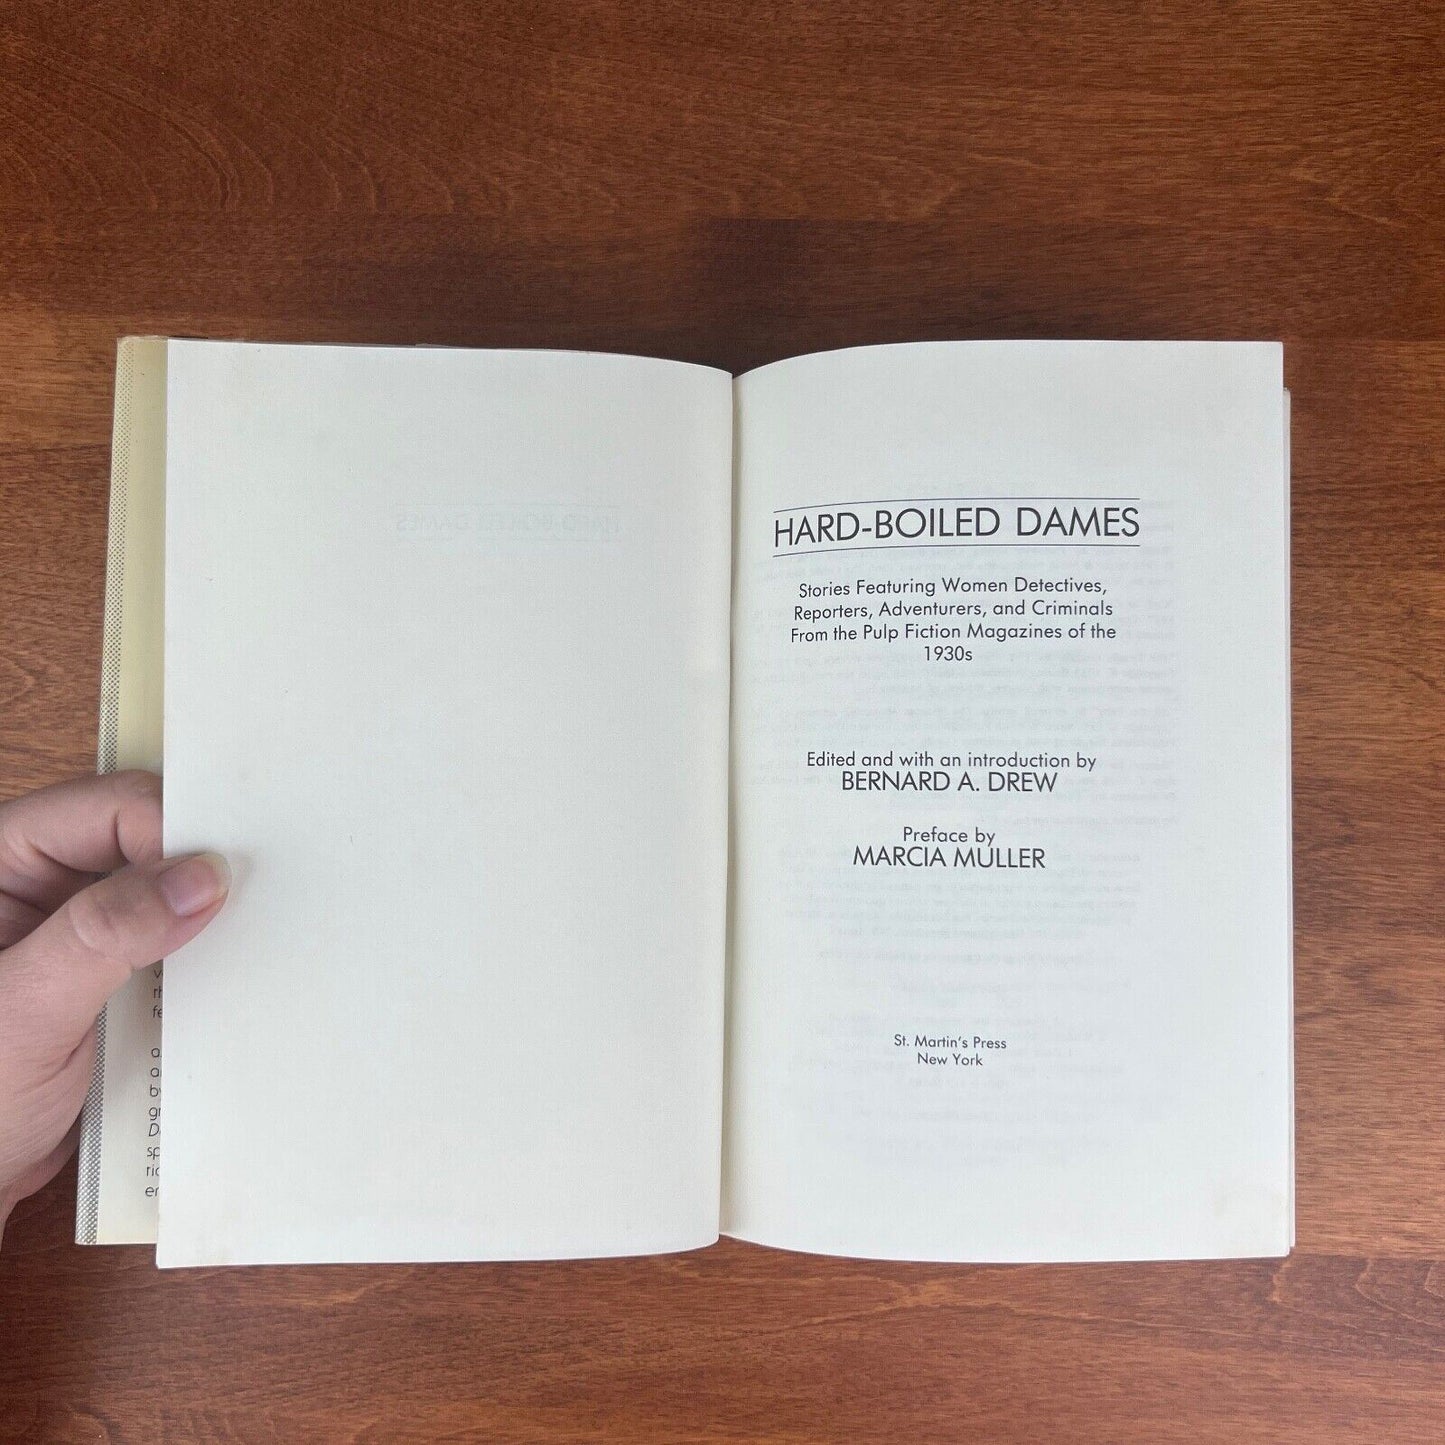 HARD-BOILED DAMES
Stories Featuring Women Detectives,
Reporters, Adventurers, and Criminals
From the Pulp Fiction Magazines of the
1930s
Edited and with an introduction by
BERNARD A. DREW
Preface by
MARCIA MULLER
St. Martin's Press
New York